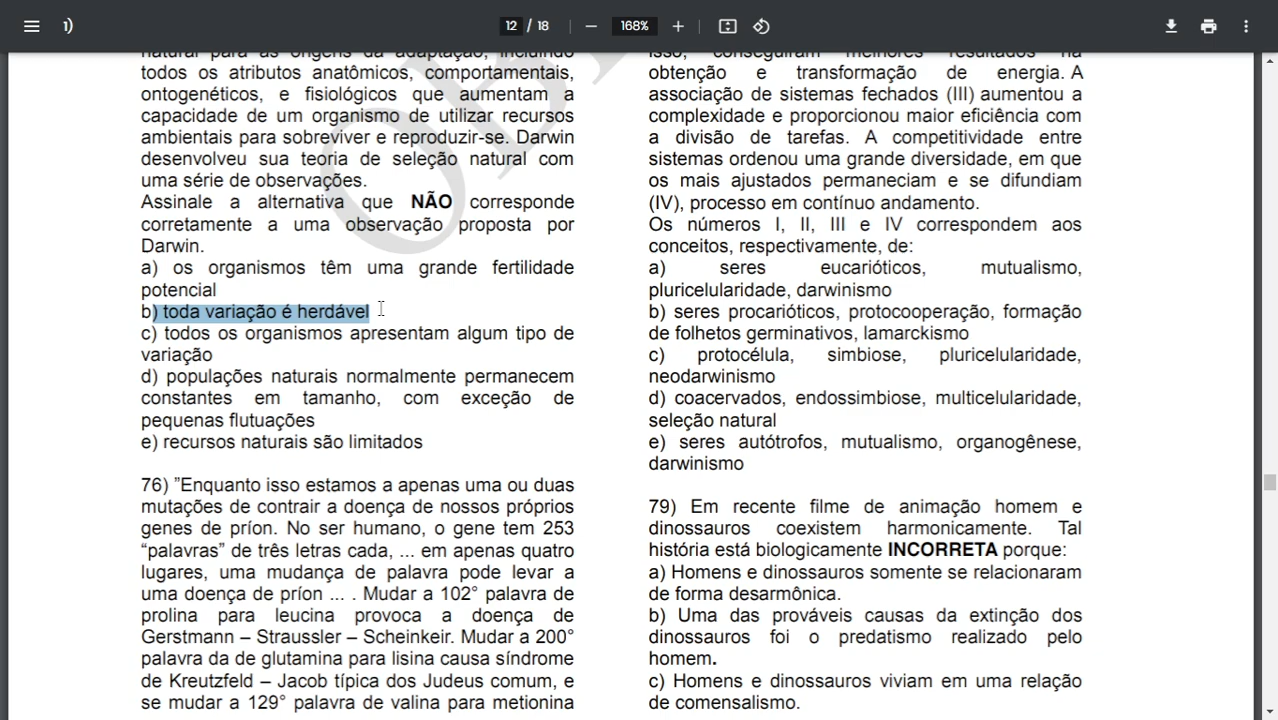 1)
12 / 18
168%
natural para as origens da adaptação, incluindo
todos os atributos anatômicos, comportamentais,
ontogenéticos, e fisiológicos que aumentam a
capacidade de um organismo de utilizar recursos
ambientais para sobreviver e reproduzir-se. Darwin
desenvolveu sua teoria de seleção natural com
uma série de observações.
Assinale a alternativa que NÃO corresponde
corretamente a uma observação proposta por
Darwin.
a) os organismos têm uma grande fertilidade
potencial
b) toda variação é herdável
c) todos os organismos apresentam algum tipo de
variação
d) populações naturais normalmente permanecem
constantes em tamanho, com exceção de
pequenas flutuações
e) recursos naturais são limitados
76) ”Enquanto isso estamos a apenas uma ou duas
mutações de contrair a doença de nossos próprios
genes de príon. No ser humano, o gene tem 253
“palavras” de três letras cada, ... em apenas quatro
lugares, uma mudança de palavra pode levar a
uma doença de príon ... . Mudar a 102° palavra de
prolina para leucina provoca a doença de
Gerstmann – Straussler – Scheinkeir. Mudar a 200°
palavra da de glutamina para lisina causa síndrome
de Kreutzfeld – Jacob típica dos Judeus comum, e
se mudar a 129° palavra de valina para metionina
isso, conseguiram melhores resultados na
obtenção e transformação de energia. A
associação de sistemas fechados (III) aumentou a
complexidade e proporcionou maior eficiência com
a divisão de tarefas. A competitividade entre
sistemas ordenou uma grande diversidade, em que
os mais ajustados permaneciam e se difundiam
(IV), processo em contínuo andamento.
Os números I, II, III e IV correspondem aos
conceitos, respectivamente, de:
a) seres eucarióticos, mutualismo,
pluricelularidade, darwinismo
b) seres procarióticos, protocooperação, formação
de folhetos germinativos, lamarckismo
c) protocélula, simbiose, pluricelularidade,
neodarwinismo
d) coacervados, endossimbiose, multicelularidade,
seleção natural
e) seres autótrofos, mutualismo, organogênese,
darwinismo
79) Em recente filme de animação homem e
dinossauros coexistem harmonicamente. Tal
história está biologicamente INCORRETA porque:
a) Homens e dinossauros somente se relacionaram
de forma desarmônica.
b) Uma das prováveis causas da extinção dos
dinossauros foi o predatismo realizado pelo
homem.
c) Homens e dinossauros viviam em uma relação
de comensalismo.